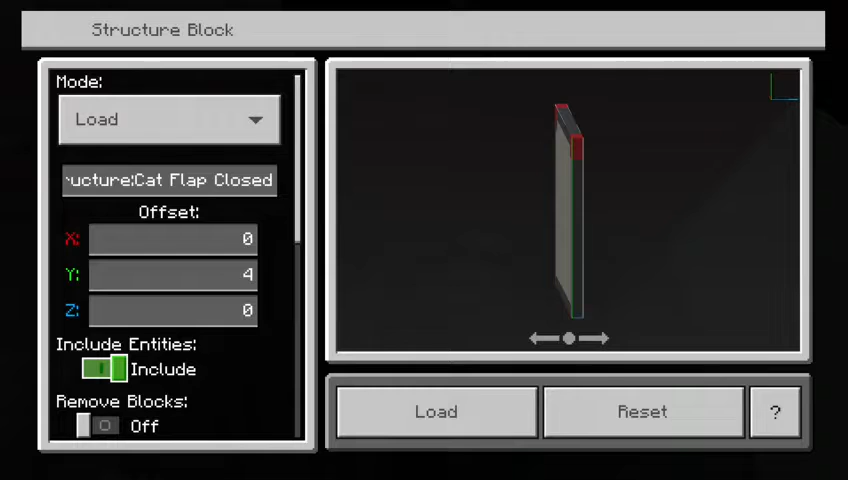 Structure Block
Mode:
Load
ucture:Cat Flap Closed
Offset:
X: 0
Y: 4
Z: 0
Include Entities:
Include
Remove Blocks:
Off
Load
Reset
?